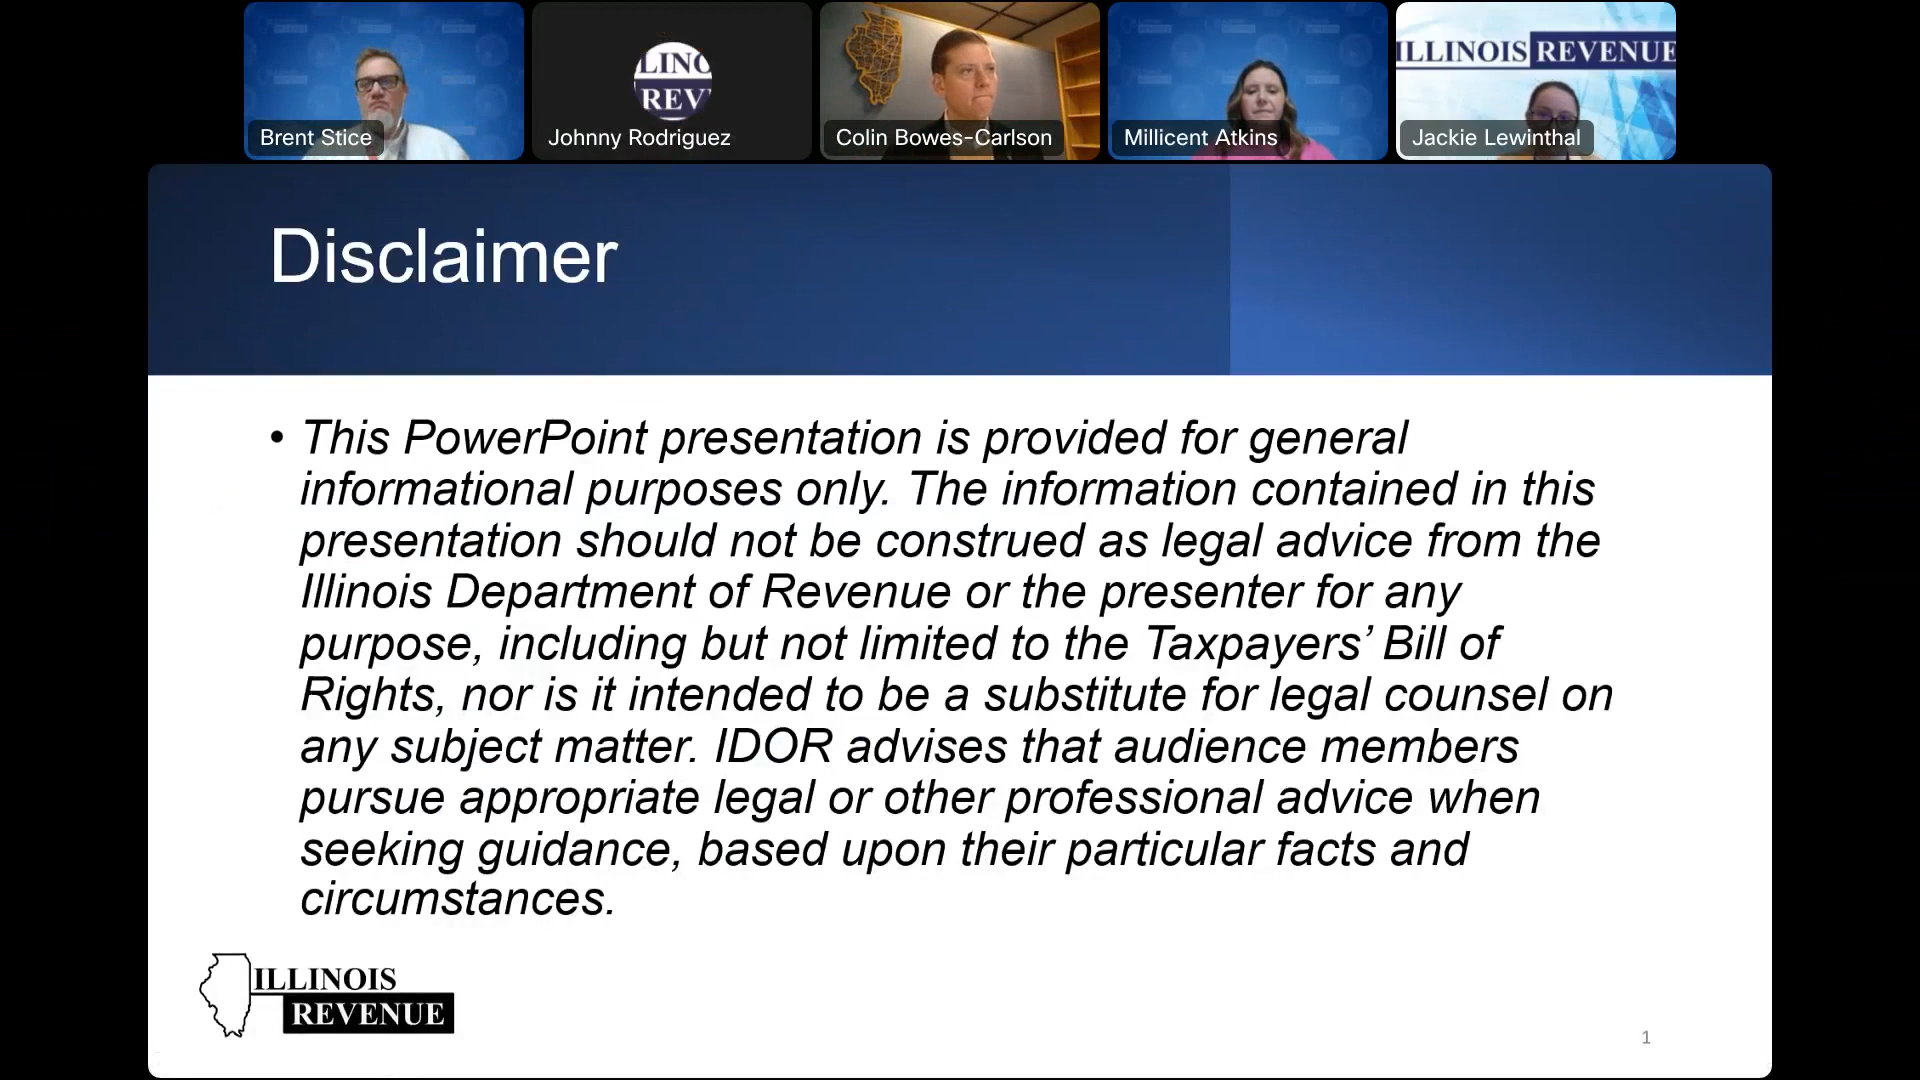 Brent Stice
LINO
REV
Johnny Rodriguez
Colin Bowes-Carlson
Millicent Atkins
ILLINOIS REVENUE
Jackie Lewinthal
Disclaimer
• This PowerPoint presentation is provided for general
informational purposes only. The information contained in this
presentation should not be construed as legal advice from the
Illinois Department of Revenue or the presenter for any
purpose, including but not limited to the Taxpayers’ Bill of
Rights, nor is it intended to be a substitute for legal counsel on
any subject matter. IDOR advises that audience members
pursue appropriate legal or other professional advice when
seeking guidance, based upon their particular facts and
circumstances.
ILLINOIS
REVENUE
1